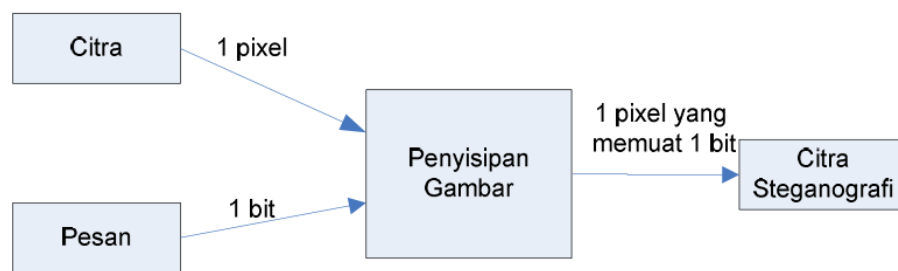 Citra
1 pixel
1 pixel yang
memuat 1 bit
Penyisipan
Gambar
Citra
Steganografi
1 bit
Pesan